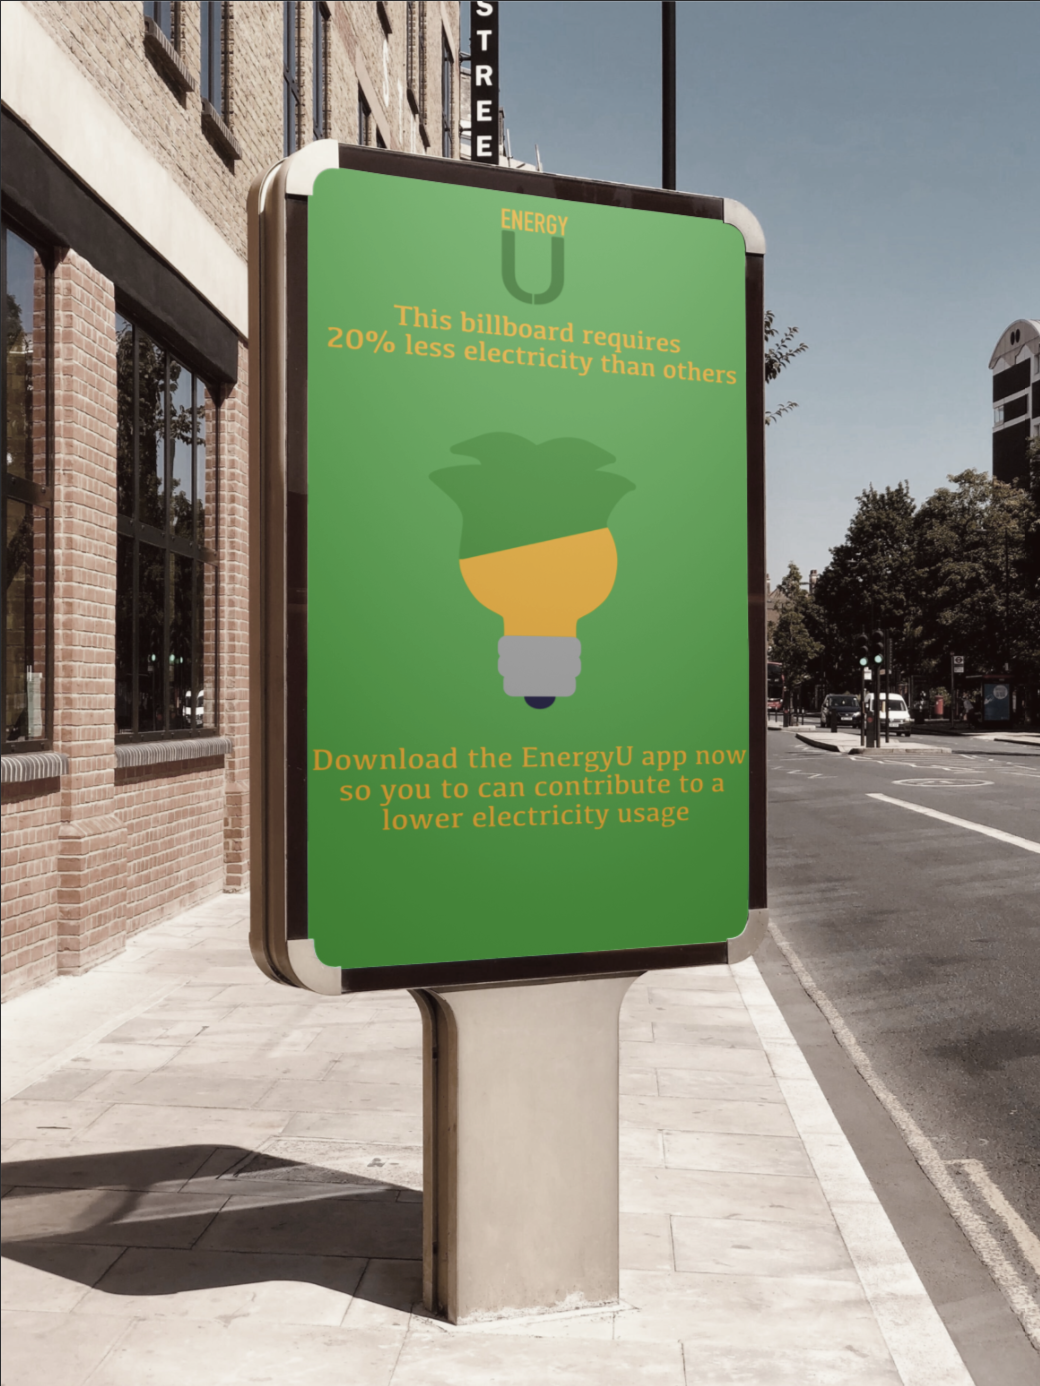 STREE
ENERGY
U
This billboard requires
20% less electricity than others
Download the EnergyU app now
so you to can contribute to a
lower electricity usage